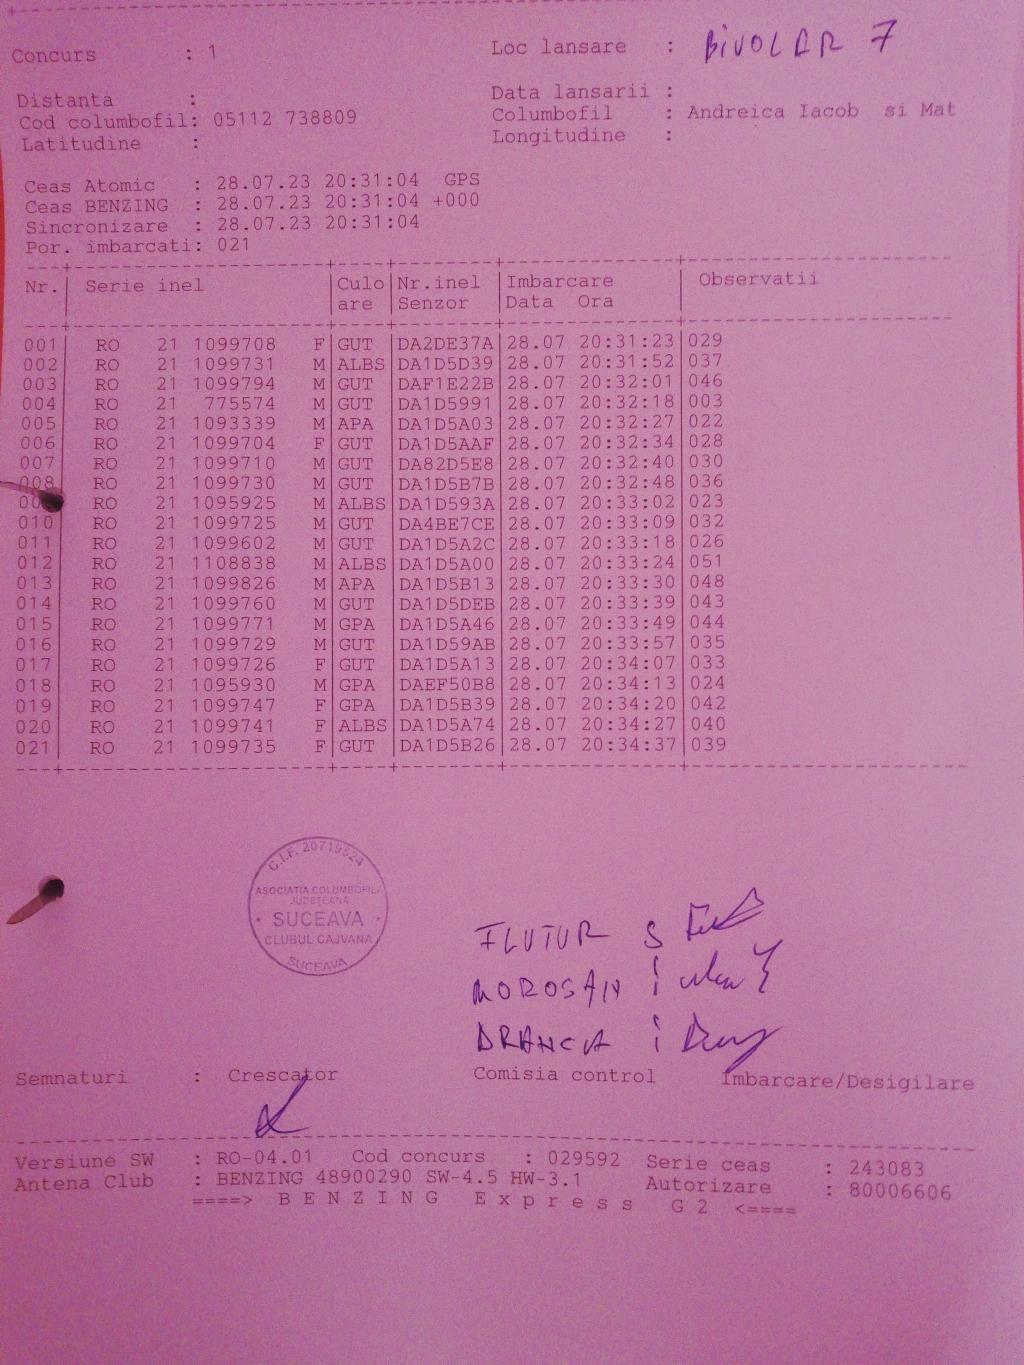 Concurs : 1 Loc lansare : BIVOLAR 7
Distanta : Data lansarii :
Cod columbofil: 05112 738809 Columbofil : Andreica Iacob si Mat
Latitudine : Longitudine :
Ceas Atomic : 28.07.23 20:31:04 GPS
Ceas BENZING : 28.07.23 20:31:04 +000
Sincronizare : 28.07.23 20:31:04
Por. imbarcati: 021
Nr. Serie inel Culo Nr.inel Imbarcare Observatii
are Senzor Data Ora
001 RO 21 1099708 F GUT DA2DE37A 28.07 20:31:23 029
002 RO 21 1099731 M ALBS DA1D5D39 28.07 20:31:52 037
003 RO 21 1099794 M GUT DAF1E22B 28.07 20:32:01 046
004 RO 21 775574 M GUT DA1D5991 28.07 20:32:18 003
005 RO 21 1093339 M APA DA1D5A03 28.07 20:32:27 022
006 RO 21 1099704 F GUT DA1D5AAF 28.07 20:32:34 028
007 RO 21 1099710 M GUT DA82D5E8 28.07 20:32:40 030
008 RO 21 1099730 M GUT DA1D5B7B 28.07 20:32:48 036
RO 21 1095925 M ALBS DA1D593A 28.07 20:33:02 023
010 RO 21 1099725 M GUT DA4BE7CE 28.07 20:33:09 032
011 RO 21 1099602 M GUT DA1D5A2C 28.07 20:33:18 026
012 RO 21 1108838 M ALBS DA1D5A00 28.07 20:33:24 051
013 RO 21 1099826 M APA DA1D5B13 28.07 20:33:30 048
014 RO 21 1099760 M GUT DA1D5DEB 28.07 20:33:39 043
015 RO 21 1099771 M GPA DA1D5A46 28.07 20:33:49 044
016 RO 21 1099729 M GUT DA1D59AB 28.07 20:33:57 035
017 RO 21 1099726 F GUT DA1D5A13 28.07 20:34:07 033
018 RO 21 1095930 M GPA DAEF50B8 28.07 20:34:13 024
019 RO 21 1099747 F GPA DA1D5B39 28.07 20:34:20 042
020 RO 21 1099741 F ALBS DA1D5A74 28.07 20:34:27 040
021 RO 21 1099735 F GUT DA1D5B26 28.07 20:34:37 039
C.I.F. 20719524
ASOCIATIA COLUMBOFILA
JUDETEANA
SUCEAVA
CLUBUL CAJVANA
SUCEAVA
FLUTUR S
MOROSAN I
BRANCA I
Semnaturi : Crescator Comisia control Imbarcare/Desigilare
Versiune SW : RO-04.01 Cod concurs : 029592 Serie ceas : 243083
Antena Club : BENZING 48900290 SW-4.5 HW-3.1 Autorizare : 80006606
====> B E N Z I N G E x p r e s s G 2 <====